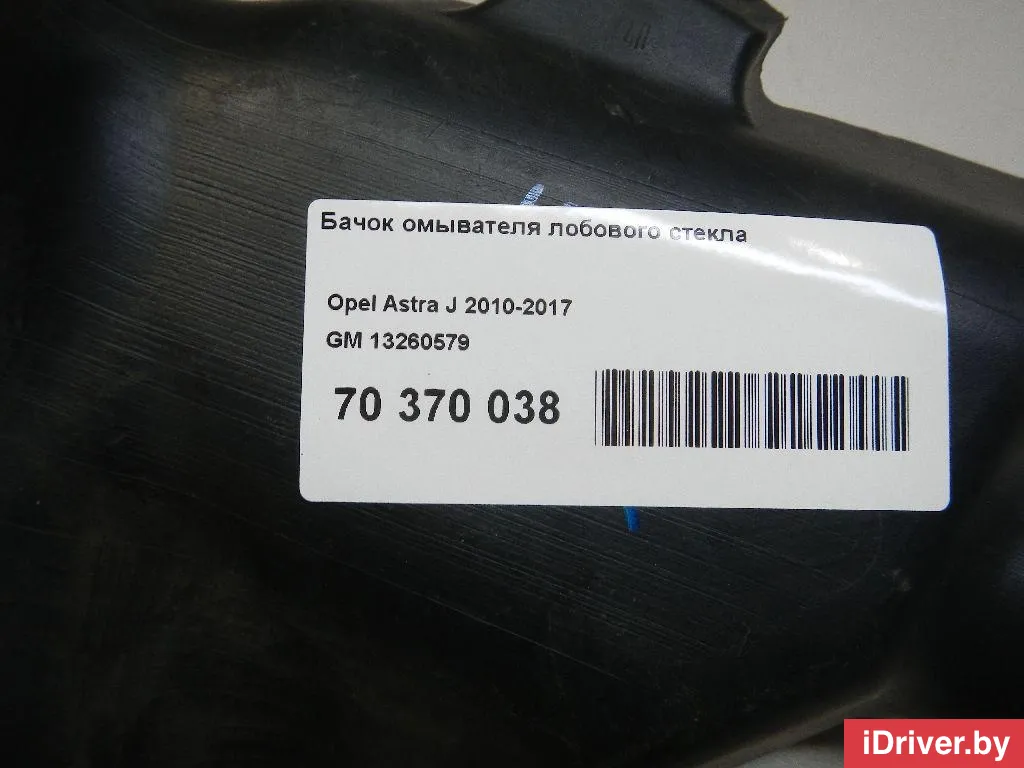 Бачок омывателя лобового стекла
Opel Astra J 2010-2017
GM 13260579
70 370 038
iDriver.by